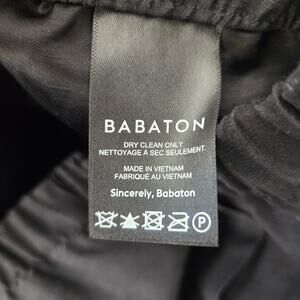 BABATON
DRY CLEAN ONLY
NETTOYAGE À SEC SEULEMENT.
MADE IN VIETNAM
FABRIQUÉ AU VIETNAM
Sincerely, Babaton
P